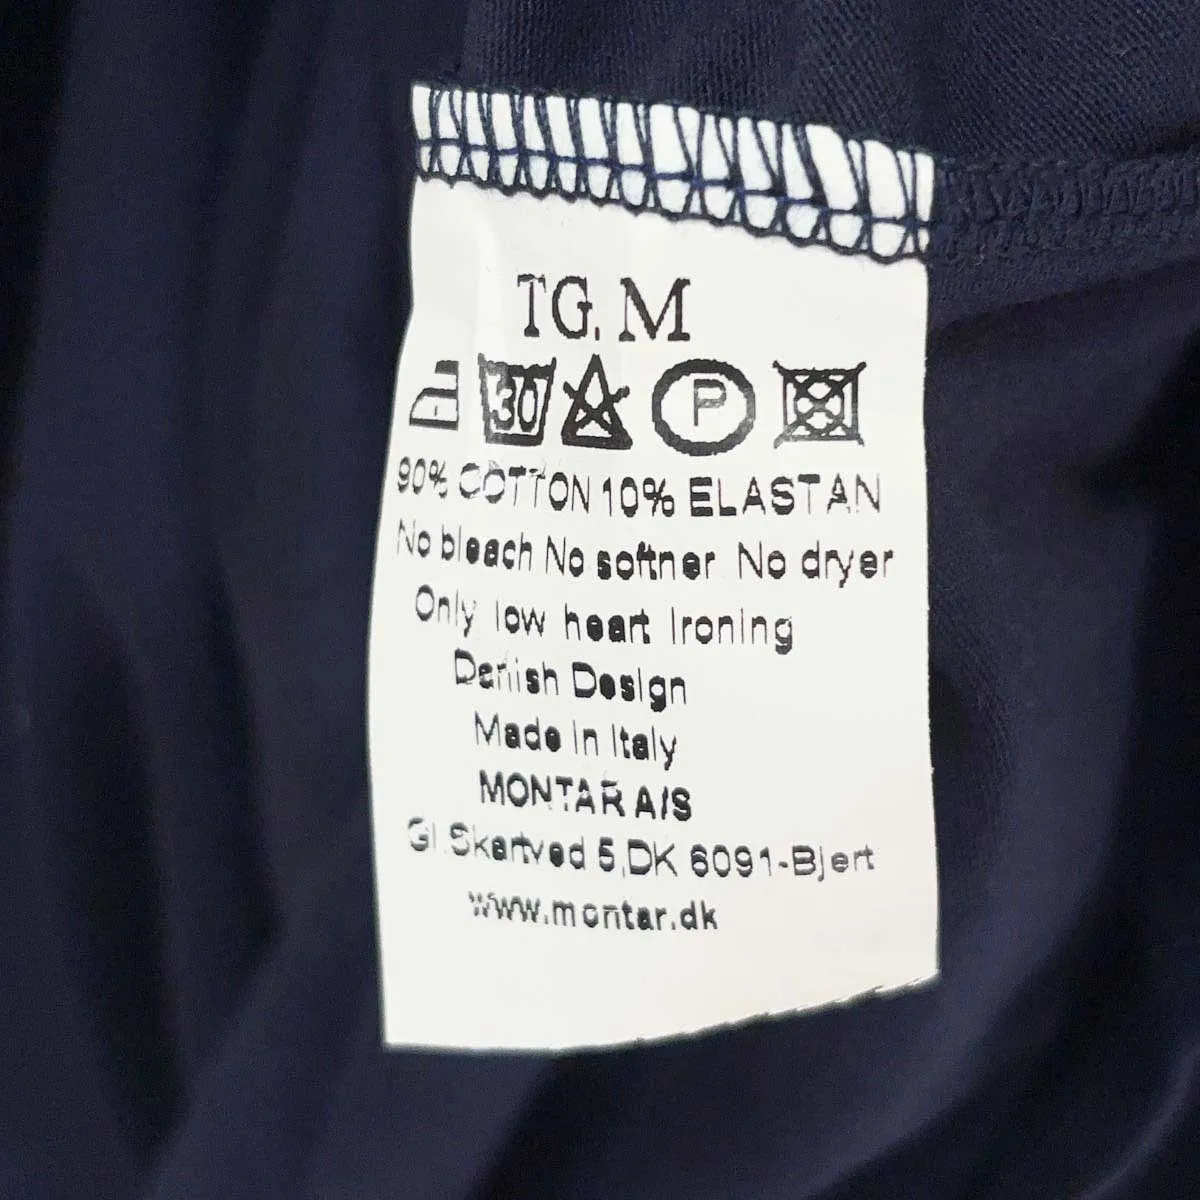 TG. M
30 P
90% COTTON 10% ELASTAN
No bleach No softner No dryer
Only low heart Ironing
Danish Design
Made in Italy
MONTAR A/S
Gl.Skartved 5,DK 6091-Bjert
www.montar.dk